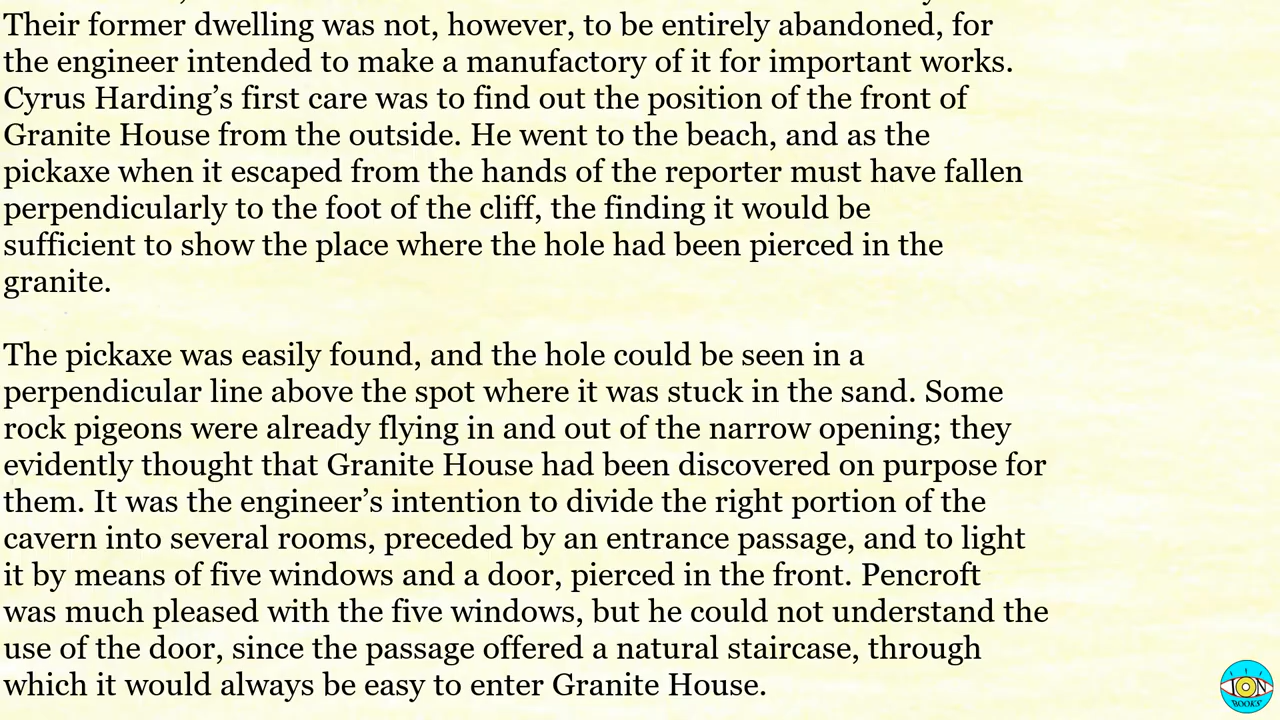 Their former dwelling was not, however, to be entirely abandoned, for
the engineer intended to make a manufactory of it for important works.
Cyrus Harding’s first care was to find out the position of the front of
Granite House from the outside. He went to the beach, and as the
pickaxe when it escaped from the hands of the reporter must have fallen
perpendicularly to the foot of the cliff, the finding it would be
sufficient to show the place where the hole had been pierced in the
granite.
The pickaxe was easily found, and the hole could be seen in a
perpendicular line above the spot where it was stuck in the sand. Some
rock pigeons were already flying in and out of the narrow opening; they
evidently thought that Granite House had been discovered on purpose for
them. It was the engineer’s intention to divide the right portion of the
cavern into several rooms, preceded by an entrance passage, and to light
it by means of five windows and a door, pierced in the front. Pencroft
was much pleased with the five windows, but he could not understand the
use of the door, since the passage offered a natural staircase, through
which it would always be easy to enter Granite House.
ION
BOOKS